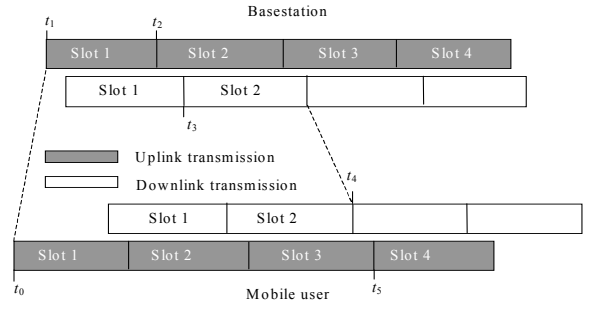 Basestation
t1 t2
Slot 1 Slot 2 Slot 3 Slot 4
Slot 1 Slot 2
t3
Uplink transmission
Downlink transmission
t4
Slot 1 Slot 2
Slot 1 Slot 2 Slot 3 Slot 4
t0 t5
Mobile user